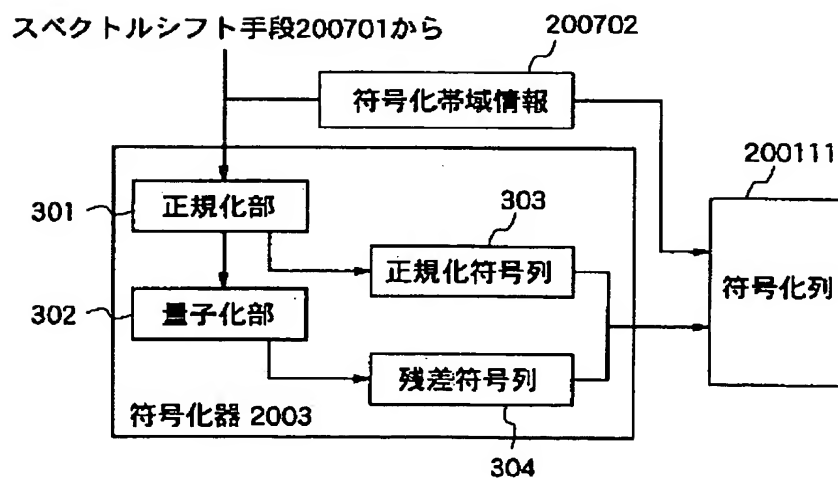 スペクトルシフト手段200701から
200702
符号化帯域情報
200111
301
正規化部
303
正規化符号列
符号化列
302
量子化部
残差符号列
符号化器 2003
304